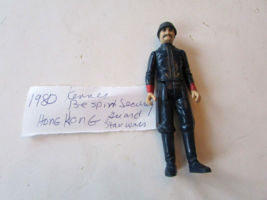 1980 Kenner
Bespin Security
Hong Kong Guard
Star Wars